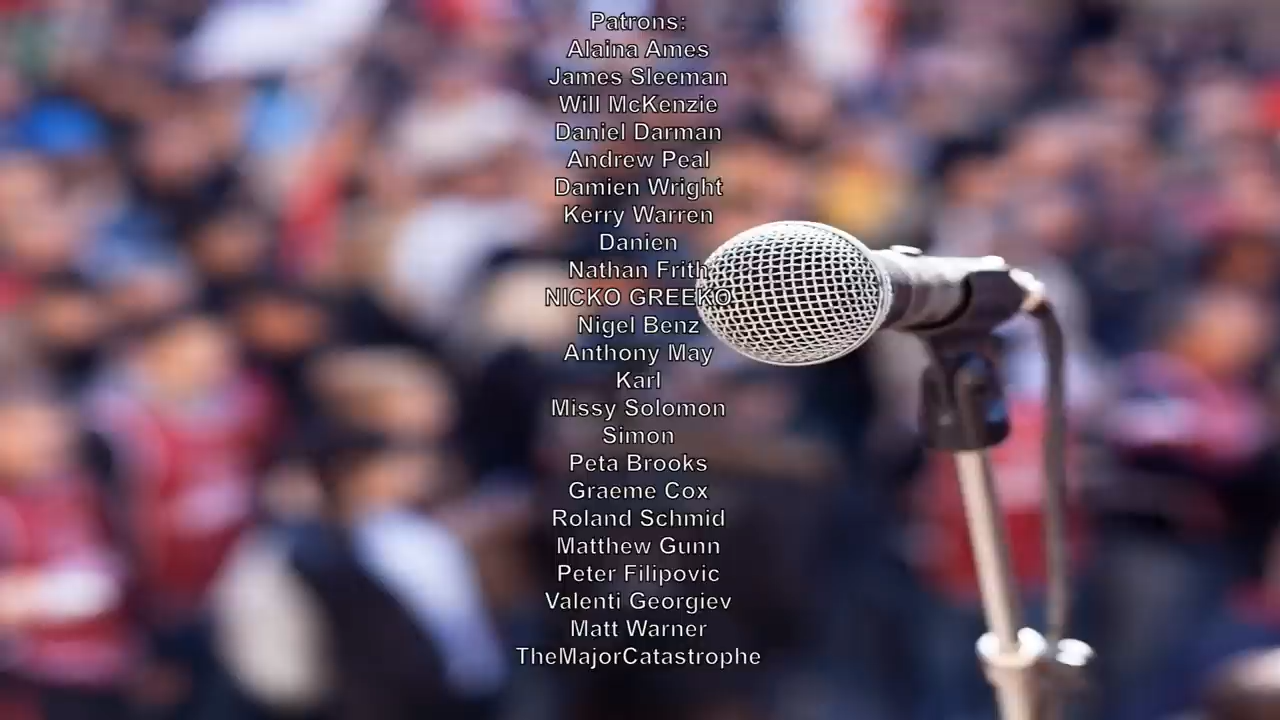 Patrons:
Alaina Ames
James Sleeman
Will McKenzie
Daniel Darman
Andrew Peal
Damien Wright
Kerry Warren
Danien
Nathan Frith
NICKO GREEKO
Nigel Benz
Anthony May
Karl
Missy Solomon
Simon
Peta Brooks
Graeme Cox
Roland Schmid
Matthew Gunn
Peter Filipovic
Valenti Georgiev
Matt Warner
TheMajorCatastrophe